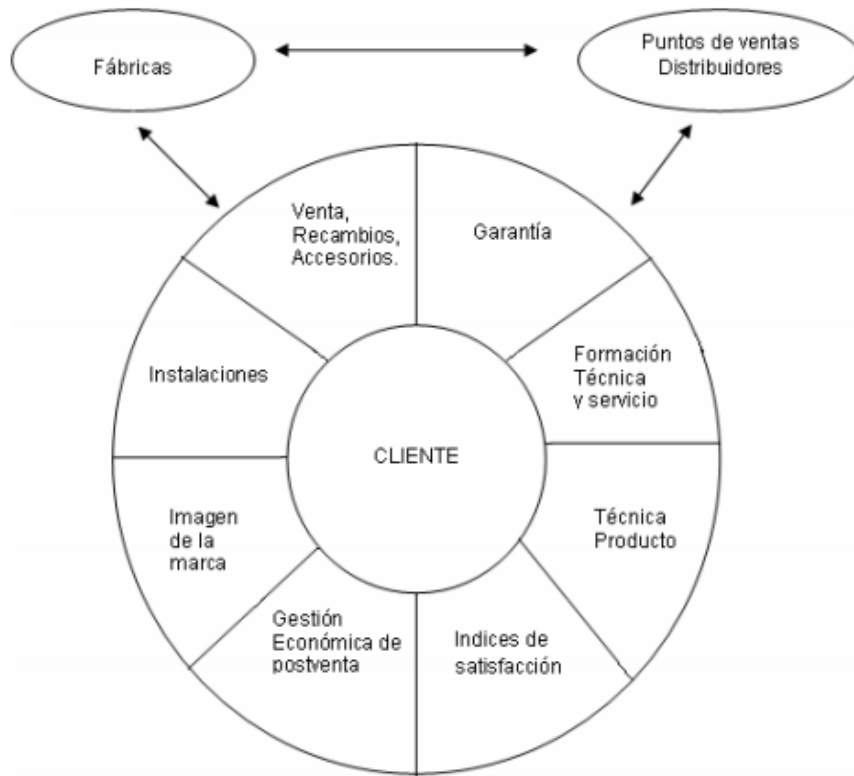 Fábricas
Puntos de ventas
Distribuidores
Venta,
Recambios,
Accesorios.
Garantía
Instalaciones
Formación
Técnica
y servicio
CLIENTE
Imagen
de la
marca
Técnica
Producto
Gestión
Económica de
postventa
Indices de
satisfacción